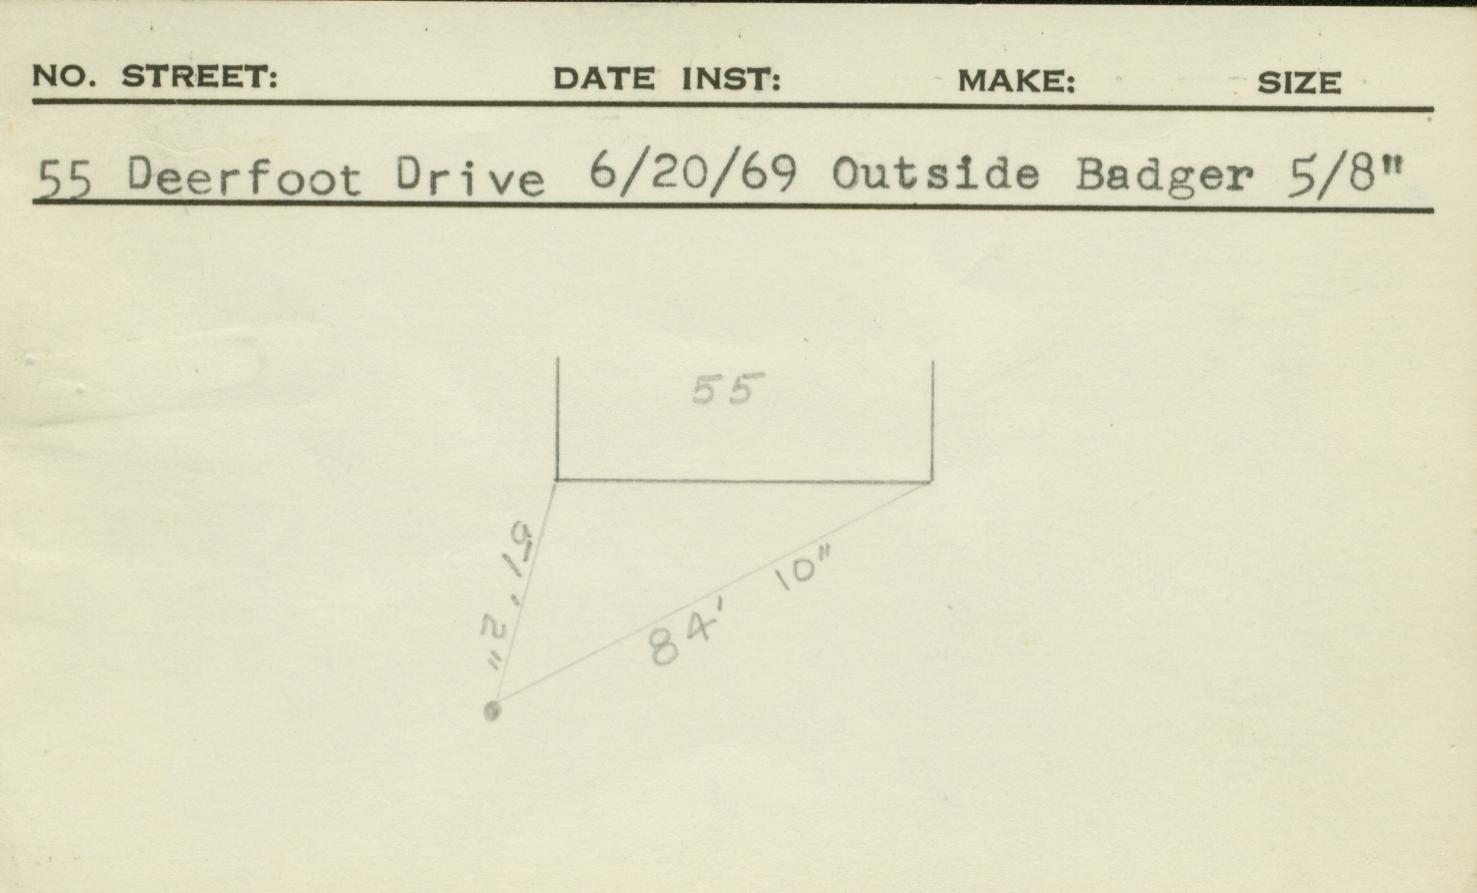 NO. STREET: DATE INST: MAKE: SIZE
55 Deerfoot Drive 6/20/69 Outside Badger 5/8"
55
2"
84' 10"